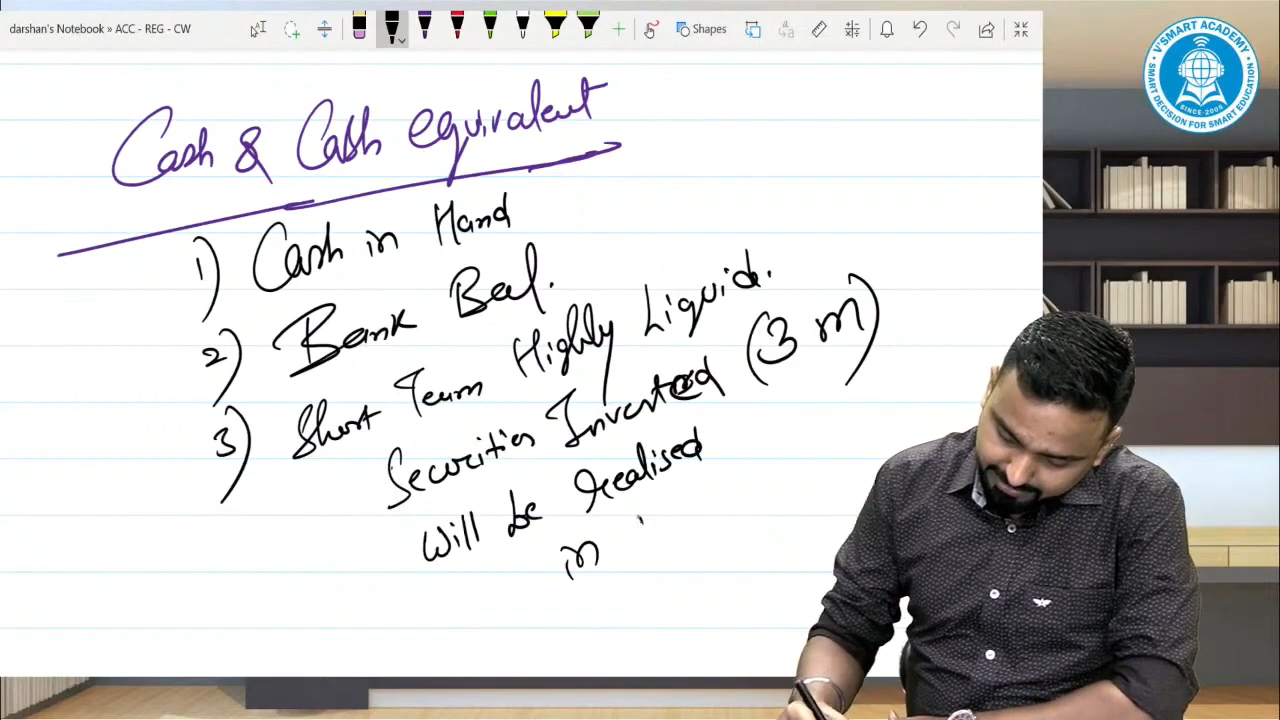 darshan's Notebook » ACC - REG - CW
Shapes
V'SMART ACADEMY
SINCE-2005
SMART DECISION FOR SMART EDUCATION
Cash & Cash equivalent
1) Cash in Hand
2) Bank Bal.
3) Short Term Highly Liquid.
Securities Invested (3 m)
Will be realised
in